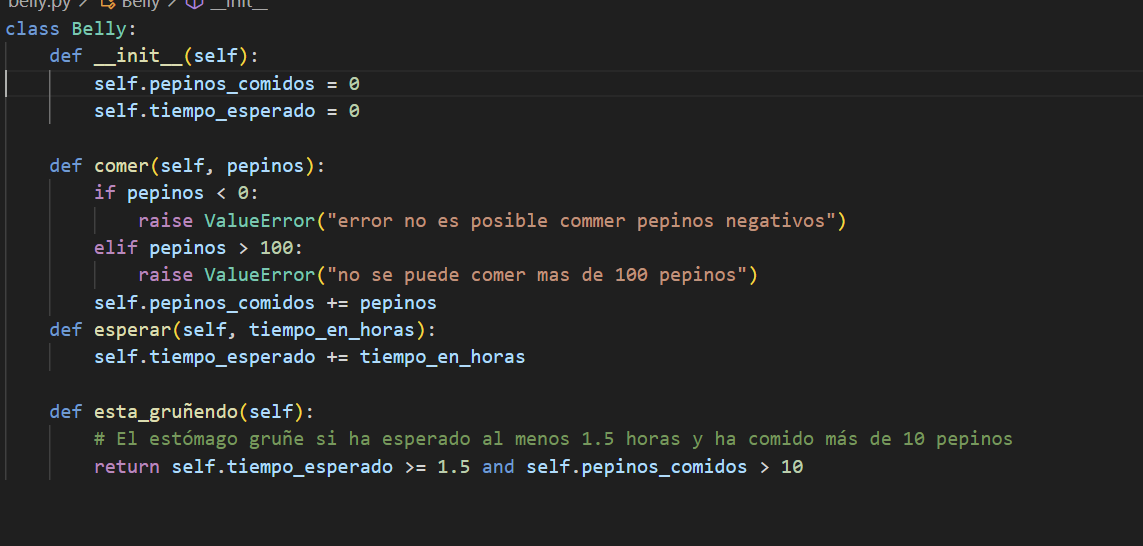 belly.py > Belly > __init__
class Belly:
    def __init__(self):
        self.pepinos_comidos = 0
        self.tiempo_esperado = 0
    def comer(self, pepinos):
        if pepinos < 0:
            raise ValueError("error no es posible commer pepinos negativos")
        elif pepinos > 100:
            raise ValueError("no se puede comer mas de 100 pepinos")
        self.pepinos_comidos += pepinos
    def esperar(self, tiempo_en_horas):
        self.tiempo_esperado += tiempo_en_horas
    def esta_gruñendo(self):
        # El estómago gruñe si ha esperado al menos 1.5 horas y ha comido más de 10 pepinos
        return self.tiempo_esperado >= 1.5 and self.pepinos_comidos > 10